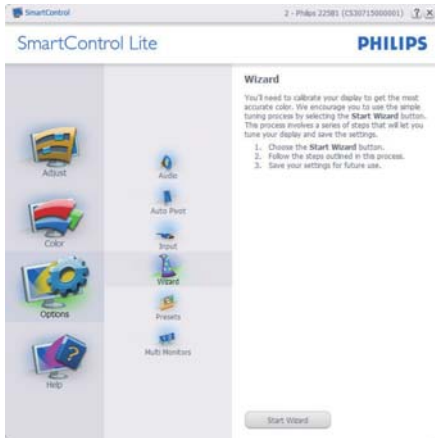 SmartControl
2 - Philips 225B1 (CS30715000001)
SmartControl Lite
PHILIPS
Adjust
Color
Options
Help
Audio
Auto Pivot
Input
Wizard
Presets
Multi Monitors
Wizard
You'll need to calibrate your display to get the most
accurate color. We encourage you to use the simple
tuning process by selecting the Start Wizard button.
This process involves a series of steps that will let you
tune your display and save the settings.
1. Choose the Start Wizard button.
2. Follow the steps outlined in this process.
3. Save your settings for future use.
Start Wizard